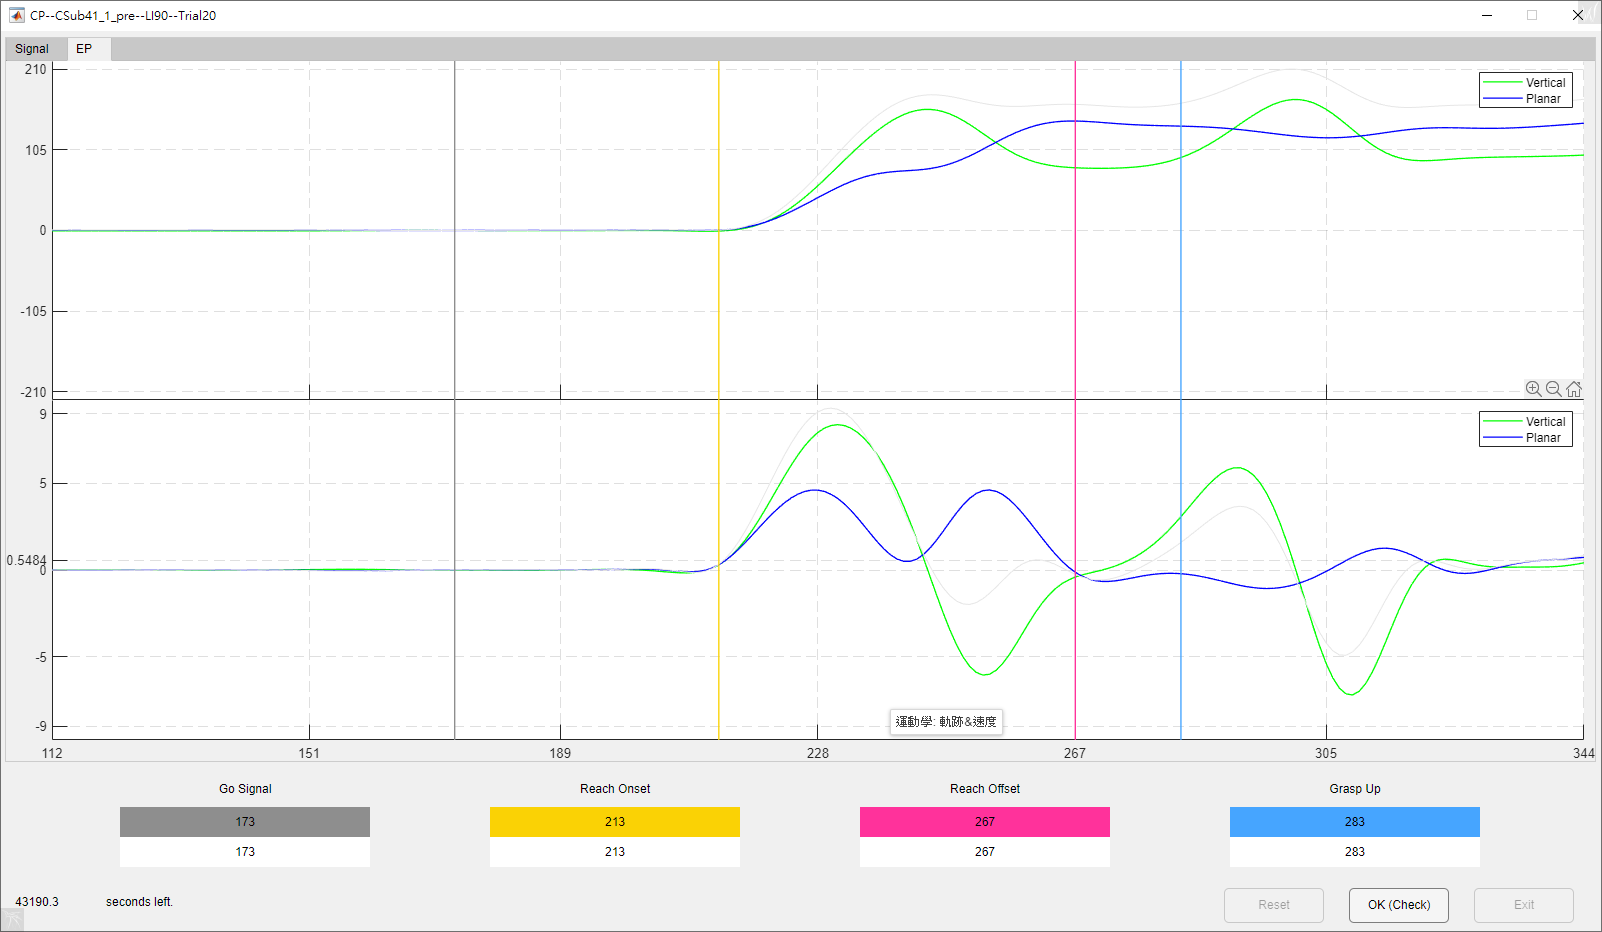 CP--CSub41_1_pre--LI90--Trial20
Signal EP
210
105
0
-105
-210
Vertical
Planar
9
5
0.5484
0
-5
-9
Vertical
Planar
運動學: 軌跡&速度
112 151 189 228 267 305 344
Go Signal Reach Onset Reach Offset Grasp Up
173 213 267 283
173 213 267 283
43190.3 seconds left.
Reset OK (Check) Exit